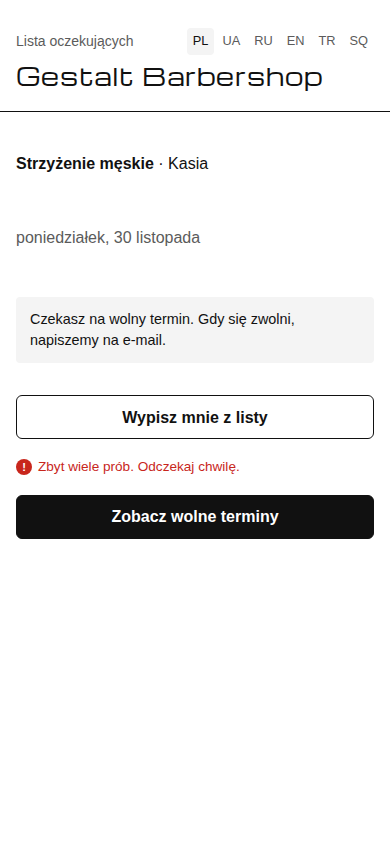 Lista oczekujących
PL UA RU EN TR SQ
Gestalt Barbershop
Strzyżenie męskie · Kasia
poniedziałek, 30 listopada
Czekasz na wolny termin. Gdy się zwolni,
napiszemy na e-mail.
Wypisz mnie z listy
! Zbyt wiele prób. Odczekaj chwilę.
Zobacz wolne terminy